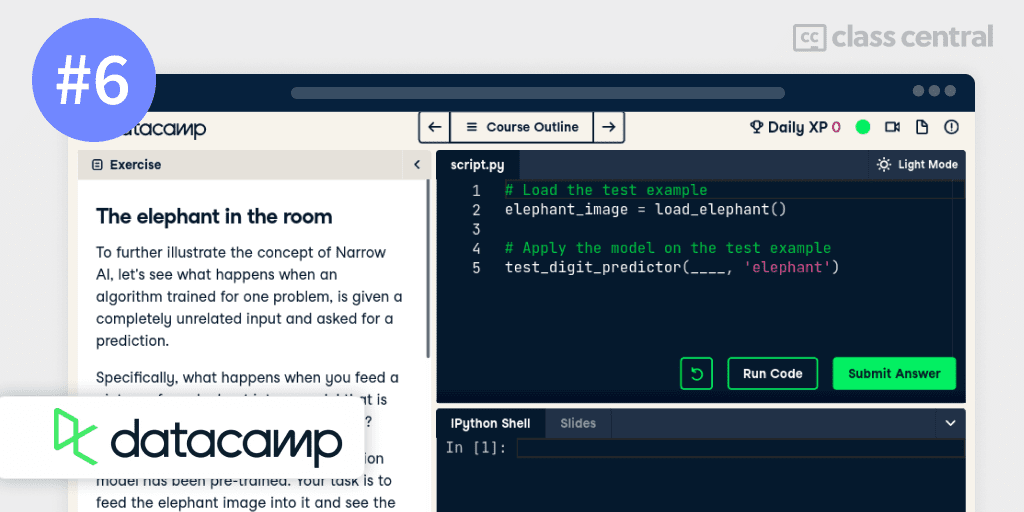 #6
cc class central
datacamp
Course Outline
Daily XP 0
Exercise
The elephant in the room
To further illustrate the concept of Narrow
AI, let's see what happens when an
algorithm trained for one problem, is given a
completely unrelated input and asked for a
prediction.
Specifically, what happens when you feed a
that is
?
datacamp
model has been pre-trained. Your task is to
feed the elephant image into it and see the
script.py
Light Mode
1 # Load the test example
2 elephant_image = load_elephant()
3
4 # Apply the model on the test example
5 test_digit_predictor(____, 'elephant')
Run Code
Submit Answer
IPython Shell
Slides
In [1]: